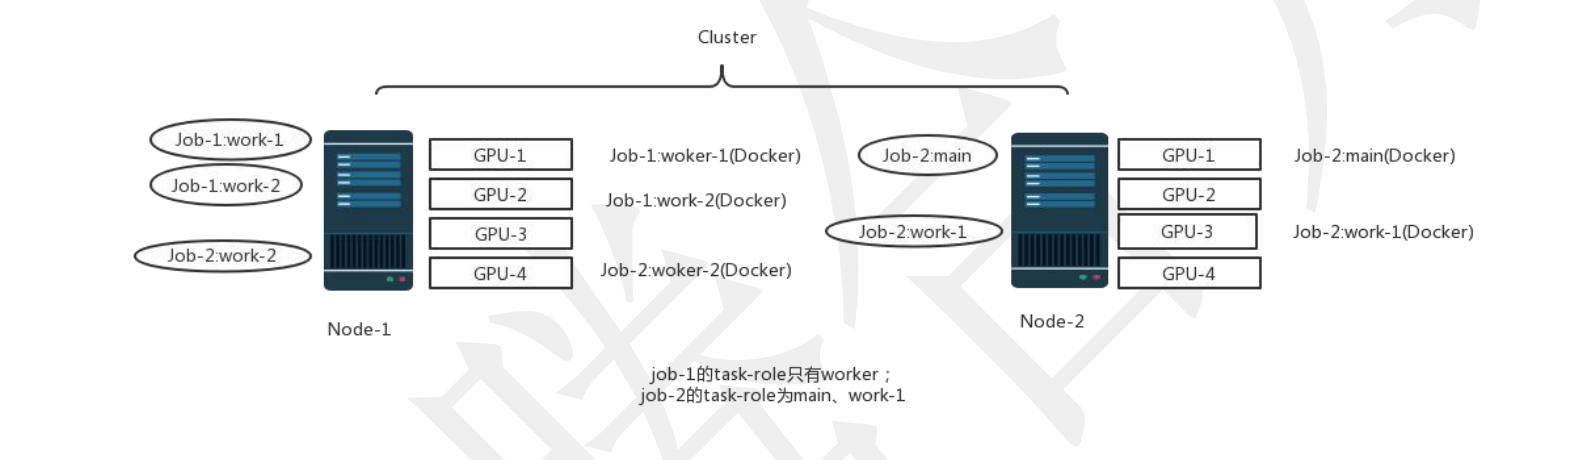 Cluster
Job-1:work-1
Job-1:work-2
Job-2:work-2
GPU-1
GPU-2
GPU-3
GPU-4
Job-1:woker-1(Docker)
Job-1:work-2(Docker)
Job-2:woker-2(Docker)
Node-1
Job-2:main
Job-2:work-1
GPU-1
GPU-2
GPU-3
GPU-4
Job-2:main(Docker)
Job-2:work-1(Docker)
Node-2
job-1的task-role只有worker；
job-2的task-role为main、work-1